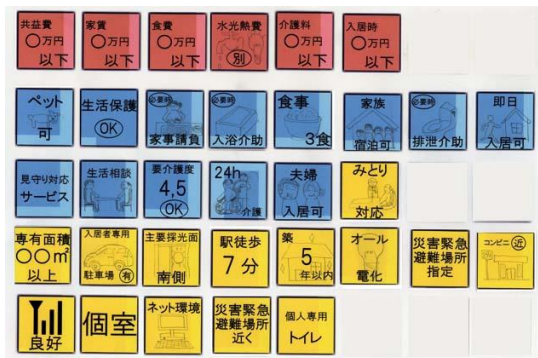 共益費
〇万円
以下
家賃
〇万円
以下
食費
〇万円
以下
水光熱費
別
介護料
〇万円
以下
入居時
〇万円
以下
ペット
可
生活保護
OK
必要時
家事請負
必要時
入浴介助
食事
3食
家族
宿泊可
必要時
排泄介助
即日
入居可
見守り対応
サービス
生活相談
要介護度
4,5
OK
24h
介護
夫婦
入居可
みとり
対応
専有面積
〇〇㎡
以上
入居者専用
駐車場 有
主要採光面
南側
駅徒歩
7分
築
5
年以内
オール
電化
災害緊急
避難場所
指定
コンビニ 近
良好
個室
ネット環境
災害緊急
避難場所
近く
個人専用
トイレ